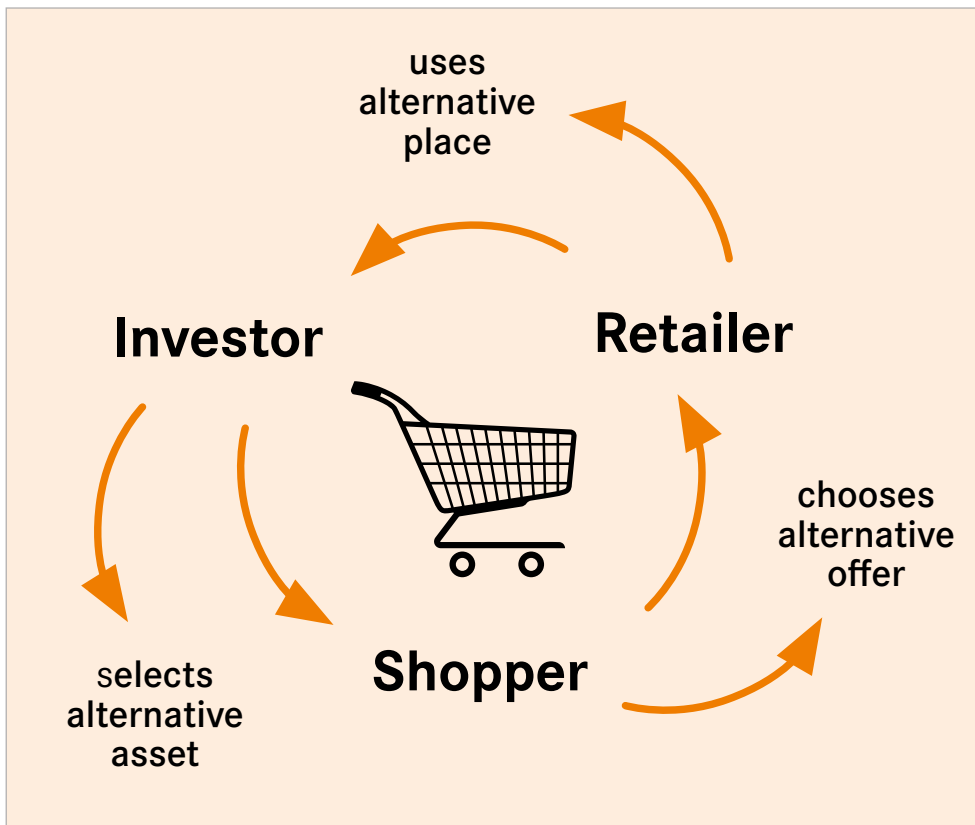 uses
alternative
place
Investor
Retailer
chooses
alternative
offer
Shopper
selects
alternative
asset